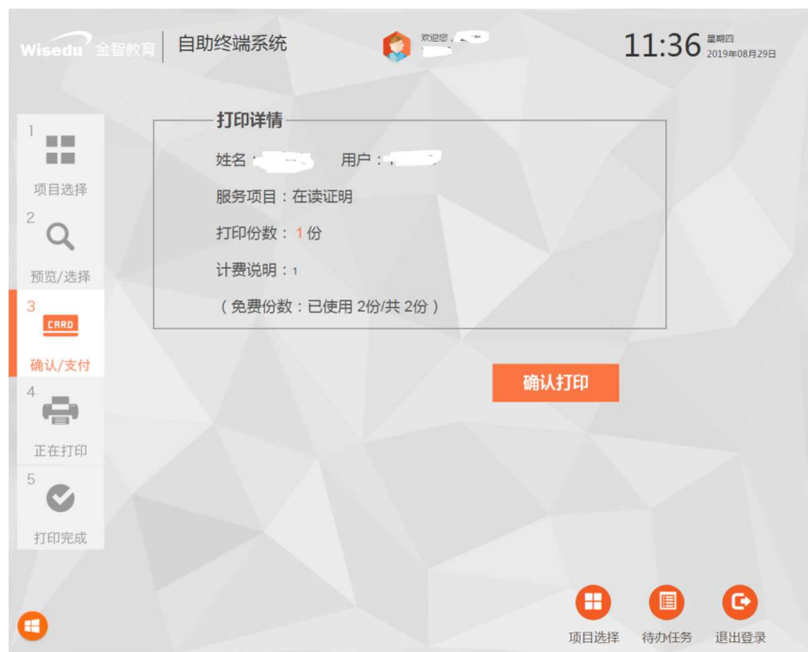 Wisedu 金智教育 自助终端系统
欢迎您，
11:36 星期四
2019年08月29日
1
项目选择
2
预览/选择
3
CARD
确认/支付
4
正在打印
5
打印完成
打印详情
姓名： 用户：
服务项目：在读证明
打印份数：1份
计费说明：1
（免费份数：已使用 2份/共 2份）
确认打印
项目选择 待办任务 退出登录